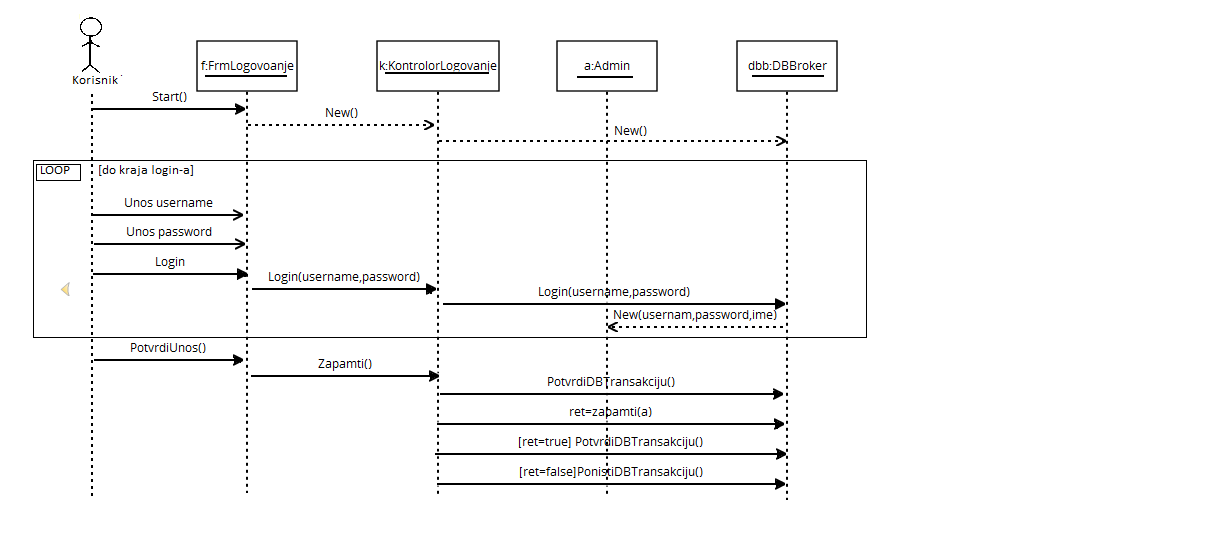 Korisnik
f:FrmLogovoanje
k:KontrolorLogovanje
a:Admin
dbb:DBBroker
Start()
New()
New()
LOOP
[do kraja login-a]
Unos username
Unos password
Login
Login(username,password)
Login(username,password)
New(usernam,password,ime)
PotvrdiUnos()
Zapamti()
PotvrdiDBTransakciju()
ret=zapamti(a)
[ret=true] PotvrdiDBTransakciju()
[ret=false]PonistiDBTransakciju()